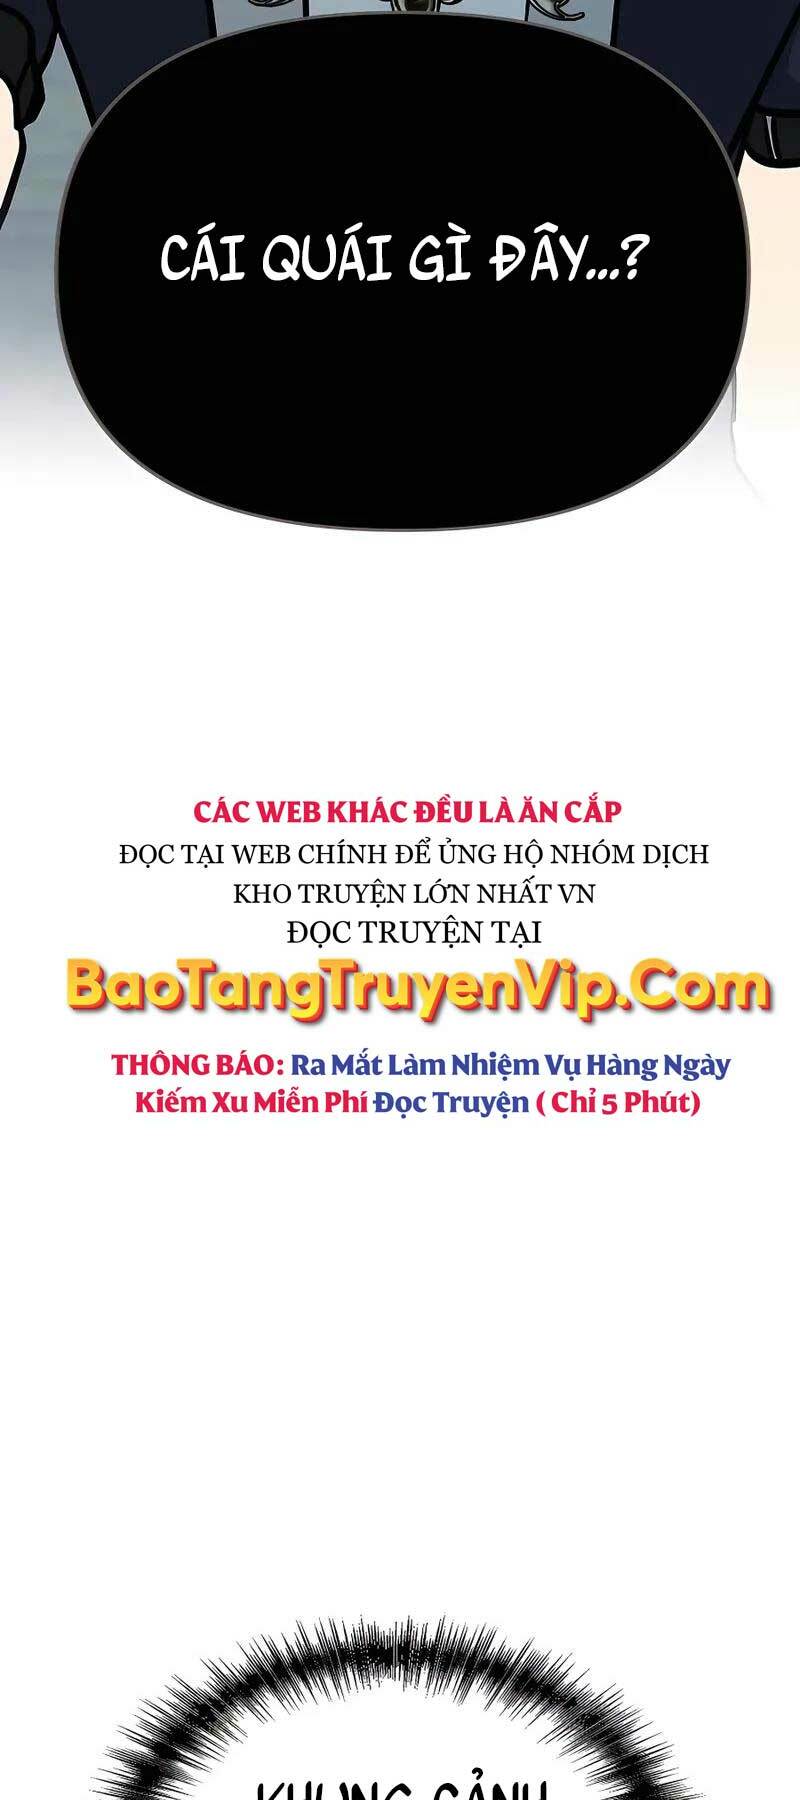 CÁI QUÁI GÌ ĐÂY...?
CÁC WEB KHÁC ĐỀU LÀ ĂN CẮP
ĐỌC TẠI WEB CHÍNH ĐỂ ỦNG HỘ NHÓM DỊCH
KHO TRUYỆN LỚN NHẤT VN
ĐỌC TRUYỆN TẠI
BaoTangTruyenVip.Com
THÔNG BÁO: Ra Mắt Làm Nhiệm Vụ Hàng Ngày
Kiếm Xu Miễn Phí Đọc Truyện ( Chỉ 5 Phút)
KHUNG CẢNH